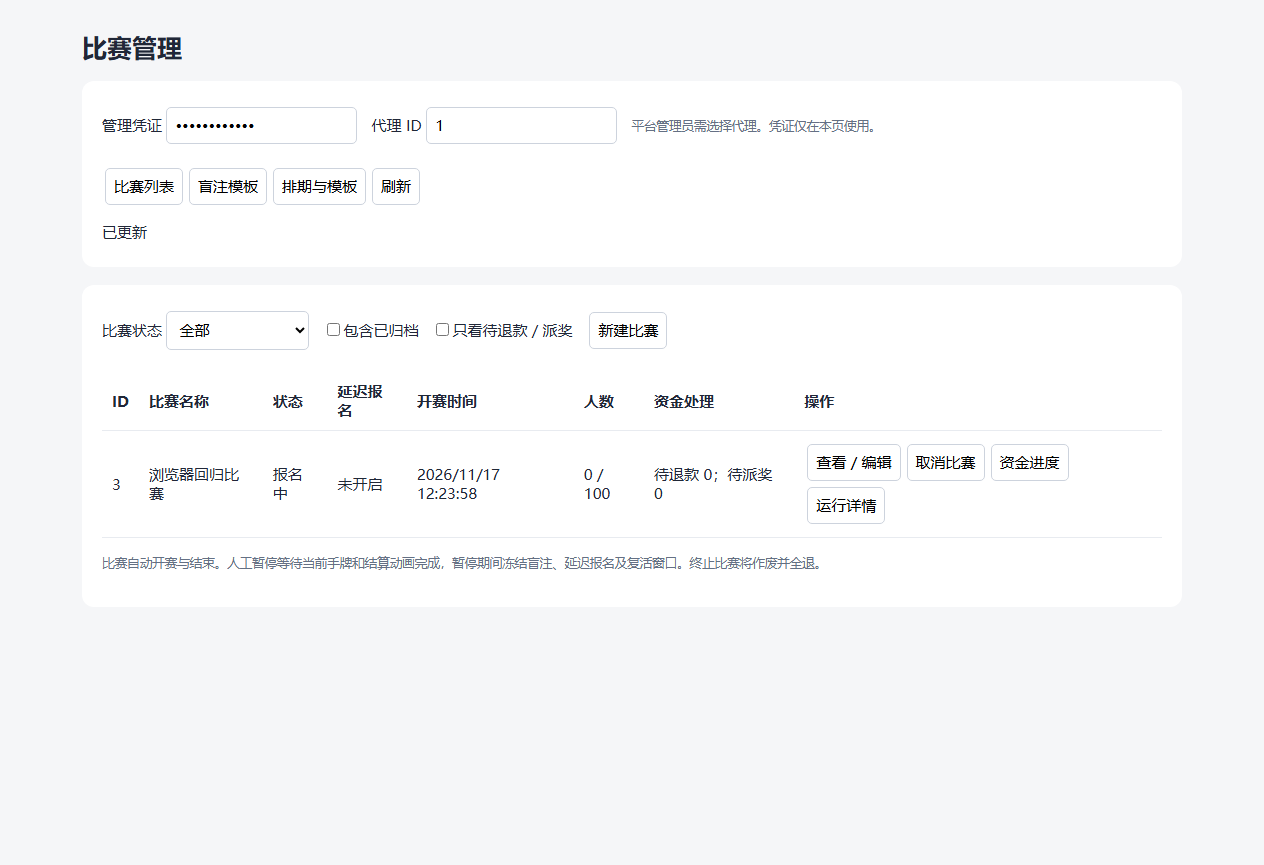 比赛管理
管理凭证 •••••••••••• 代理 ID 1 平台管理员需选择代理。凭证仅在本页使用。
比赛列表 盲注模板 排期与模板 刷新
已更新
比赛状态 全部 包含已归档 只看待退款 / 派奖 新建比赛
ID 比赛名称 状态 延迟报名 开赛时间 人数 资金处理 操作
3 浏览器回归比赛 报名中 未开启 2026/11/17 12:23:58 0 / 100 待退款 0；待派奖 0 查看 / 编辑 取消比赛 资金进度
运行详情
比赛自动开赛与结束。人工暂停等待当前手牌和结算动画完成，暂停期间冻结盲注、延迟报名及复活窗口。终止比赛将作废并全退。